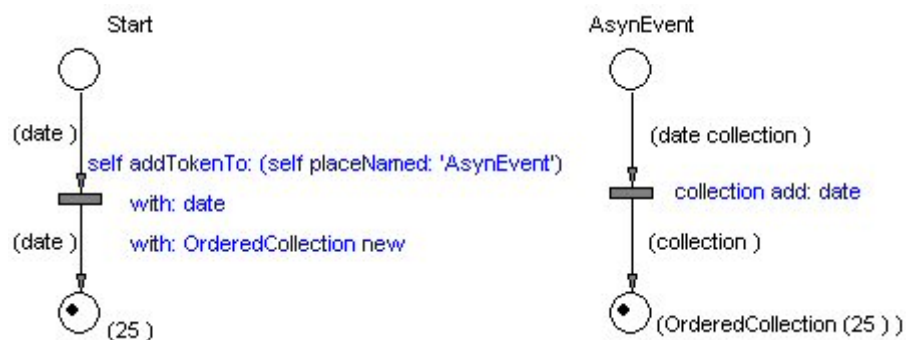 Start
AsynEvent
(date )
(date collection )
self addTokenTo: (self placeNamed: 'AsynEvent')
with: date
collection add: date
(date )
with: OrderedCollection new
(collection )
(25 )
(OrderedCollection (25 ) )